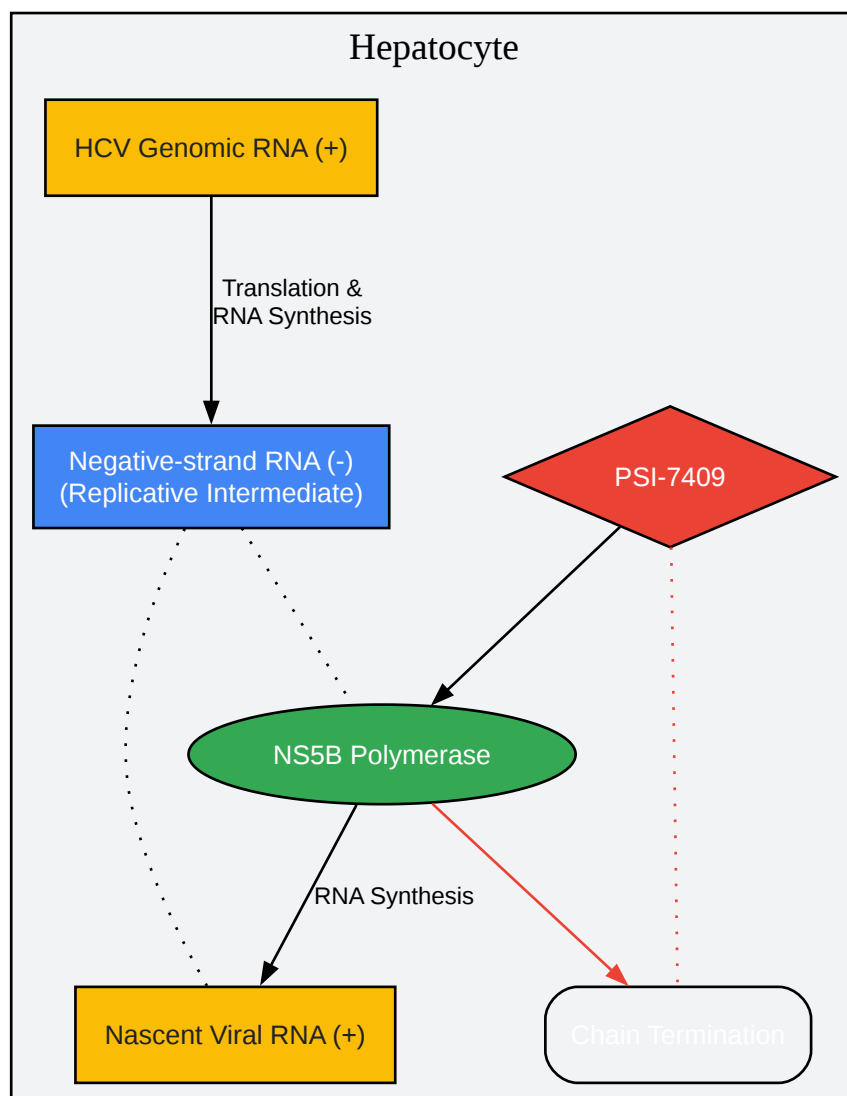 Hepatocyte
HCV Genomic RNA (+)
Translation &
RNA Synthesis
Negative-strand RNA (-)
(Replicative Intermediate)
PSI-7409
NS5B Polymerase
RNA Synthesis
Nascent Viral RNA (+)
Chain Termination